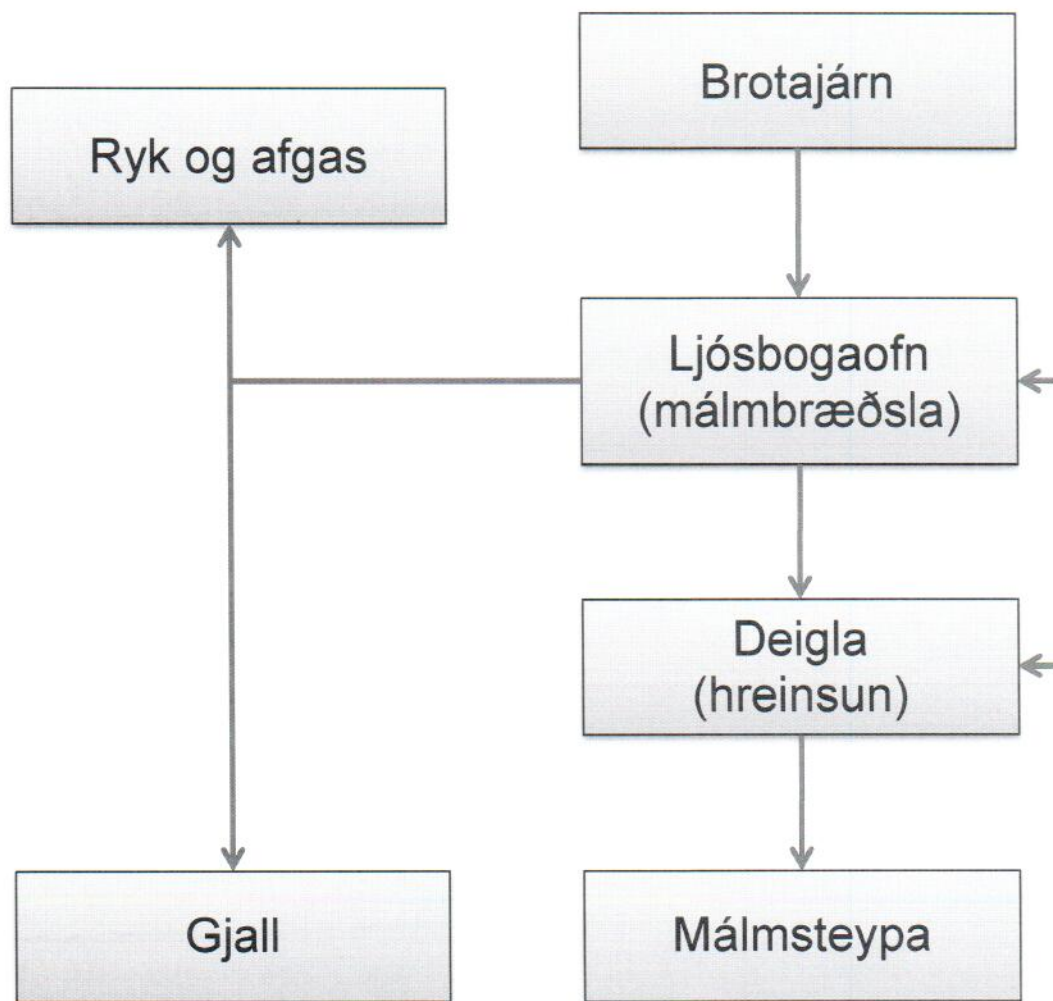 Brotajárn
Ryk og afgas
Ljósbogaofn
(málmbræðsla)
Deigla
(hreinsun)
Gjall
Málmsteypa